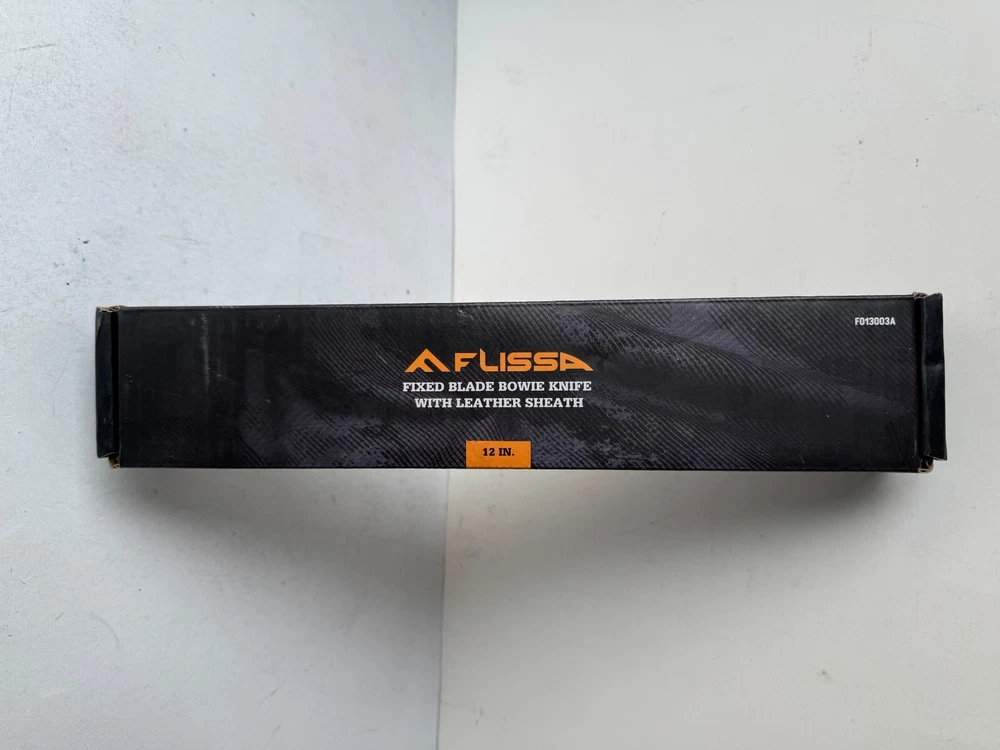 F013003A
FLISSA
FIXED BLADE BOWIE KNIFE
WITH LEATHER SHEATH
12 IN.